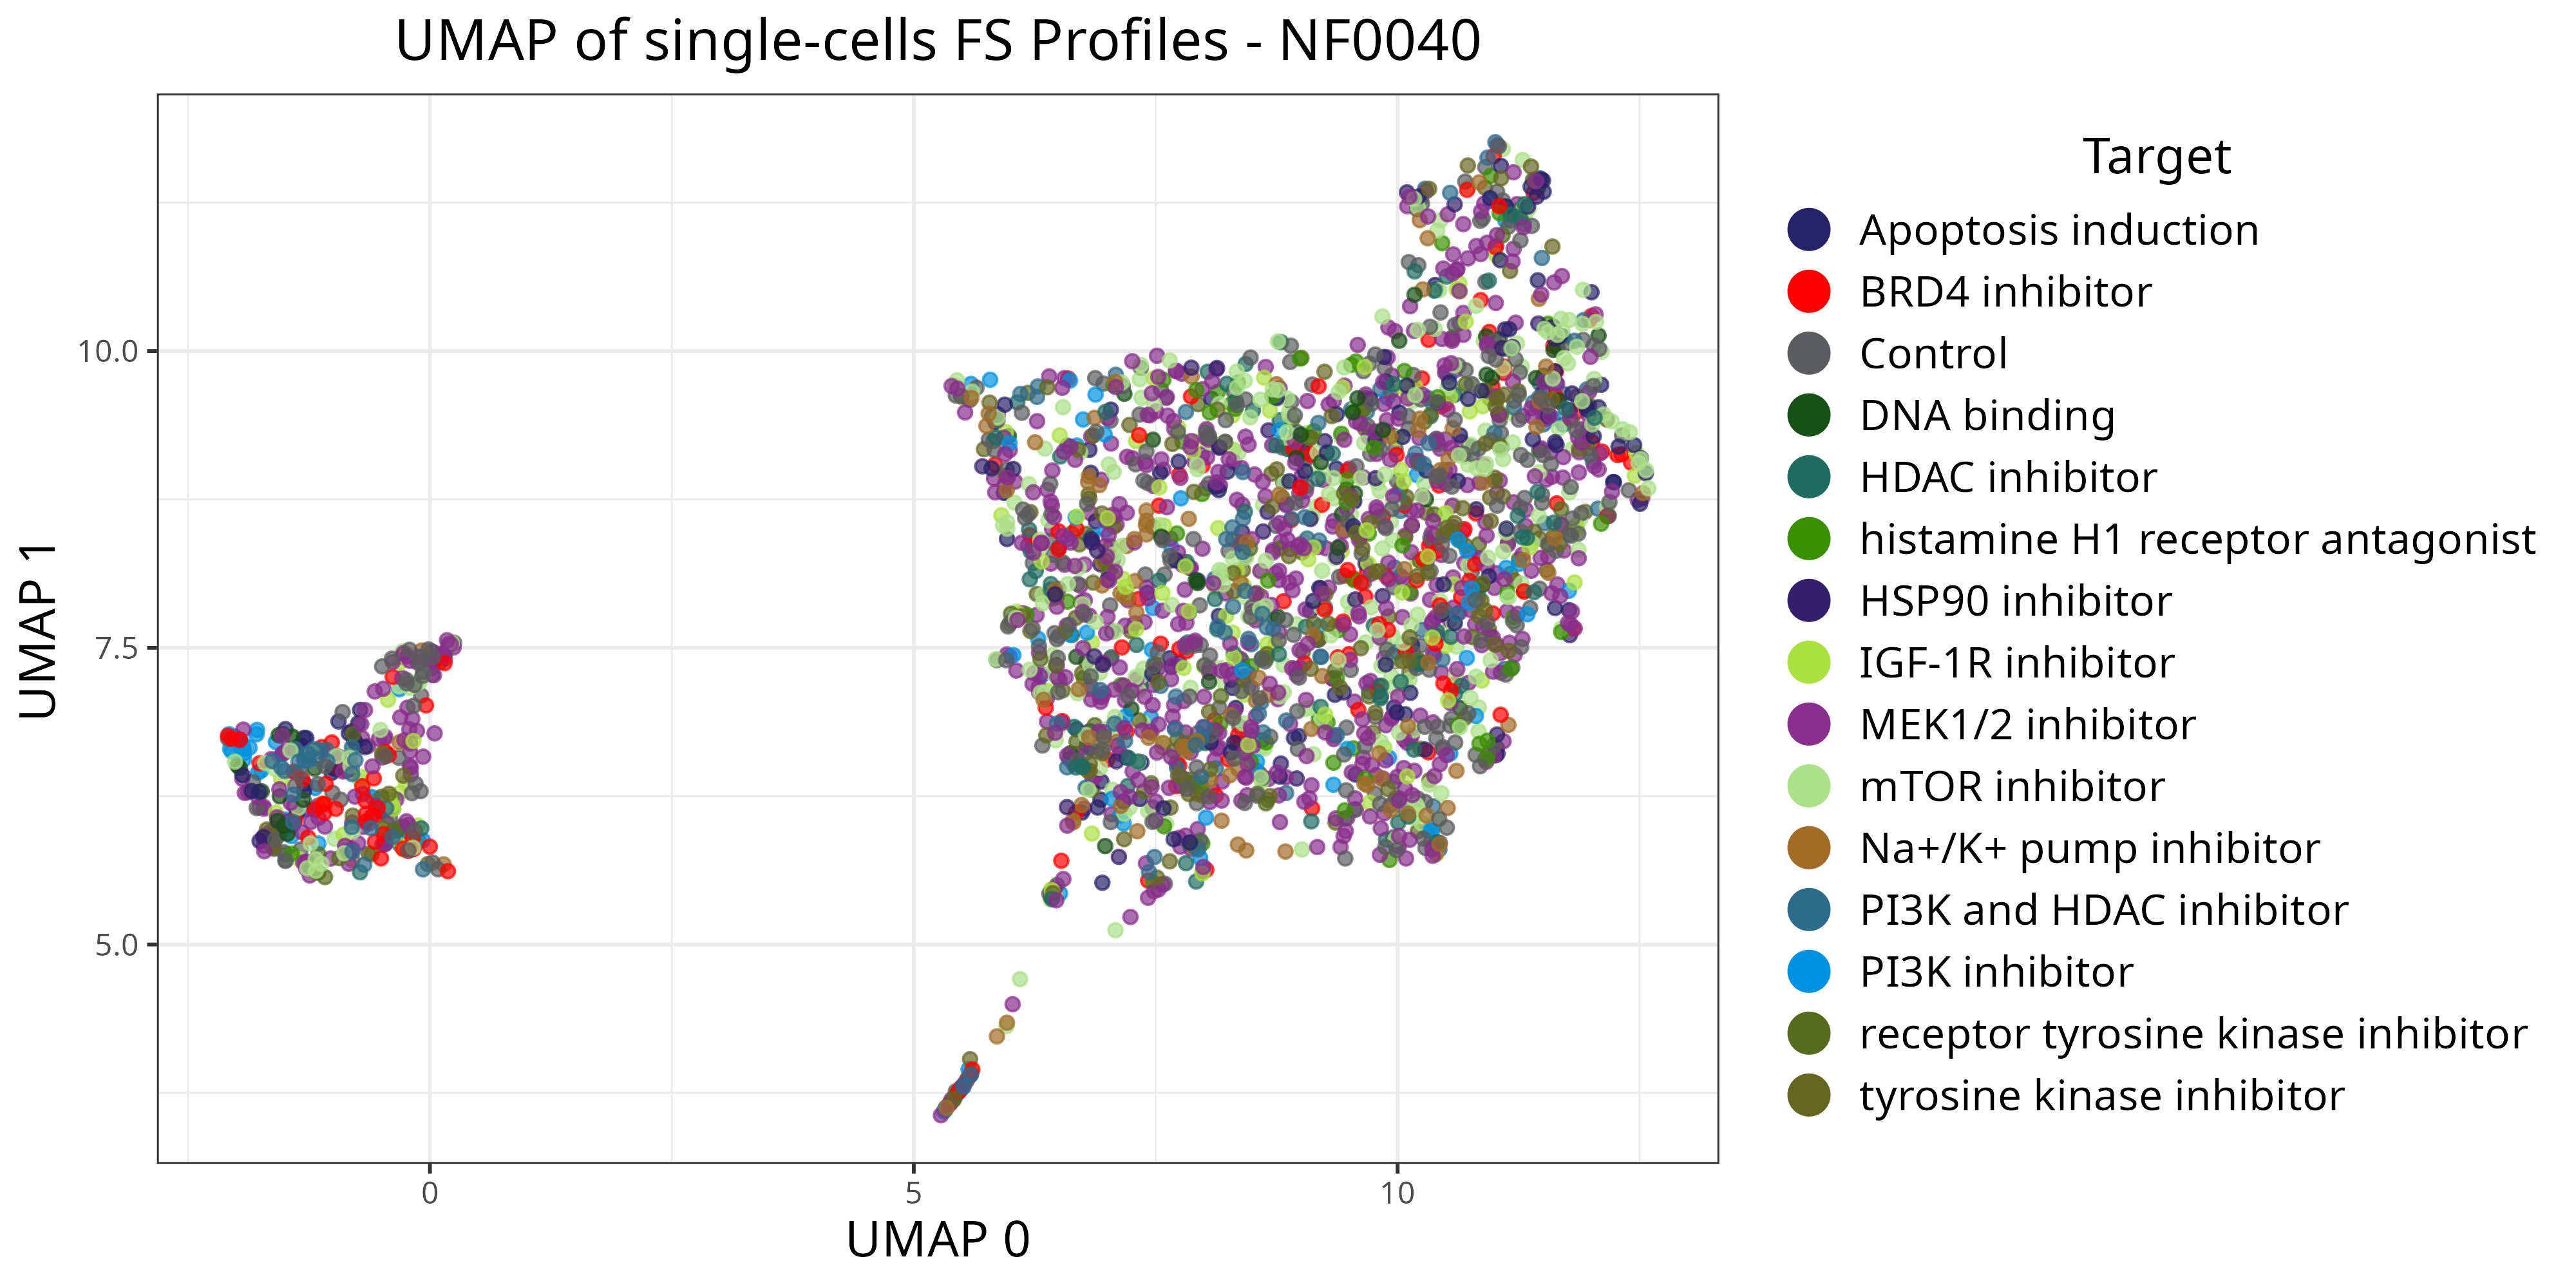 UMAP of single-cells FS Profiles - NF0040
UMAP 1
10.0
7.5
5.0
0
5
10
UMAP 0
Target
Apoptosis induction
BRD4 inhibitor
Control
DNA binding
HDAC inhibitor
histamine H1 receptor antagonist
HSP90 inhibitor
IGF-1R inhibitor
MEK1/2 inhibitor
mTOR inhibitor
Na+/K+ pump inhibitor
PI3K and HDAC inhibitor
PI3K inhibitor
receptor tyrosine kinase inhibitor
tyrosine kinase inhibitor